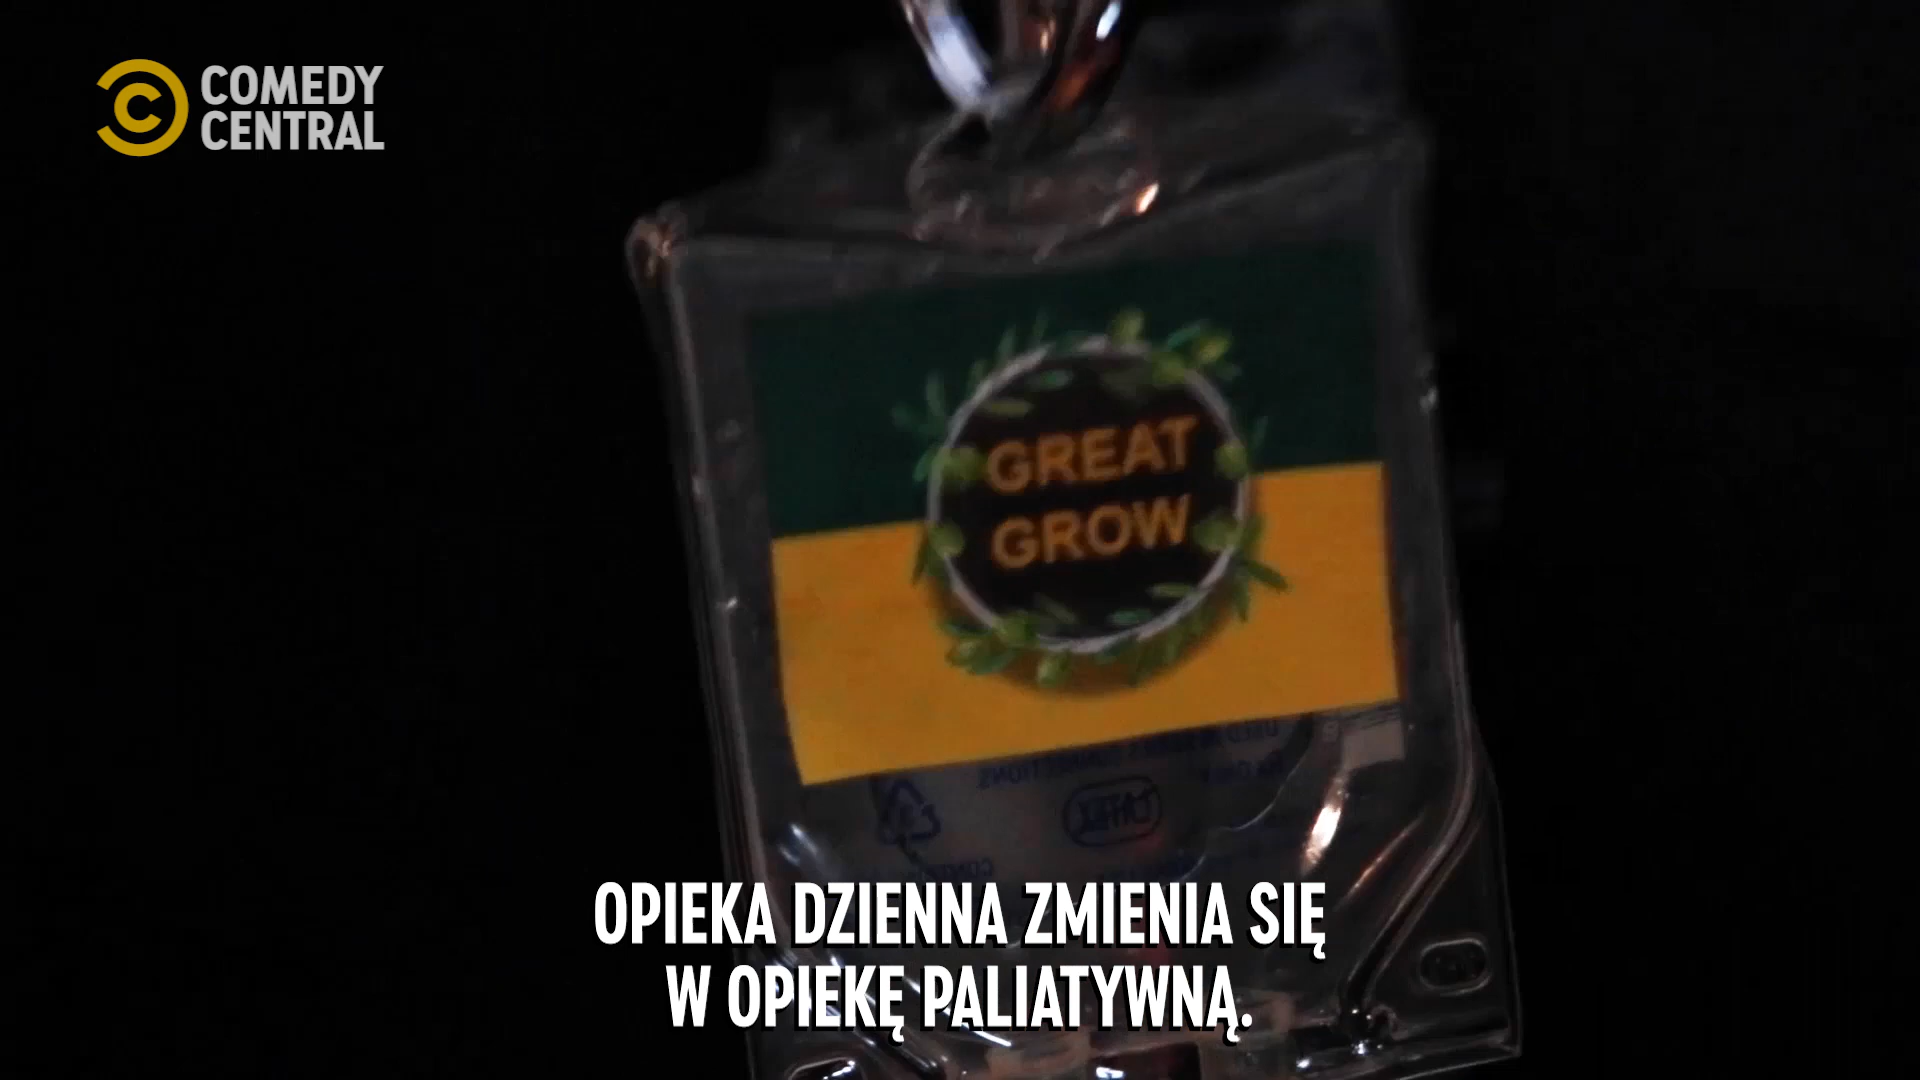 COMEDY
CENTRAL
GREAT
GROW
OPIEKA DZIENNA ZMIENIA SIĘ
W OPIEKĘ PALIATYWNĄ.